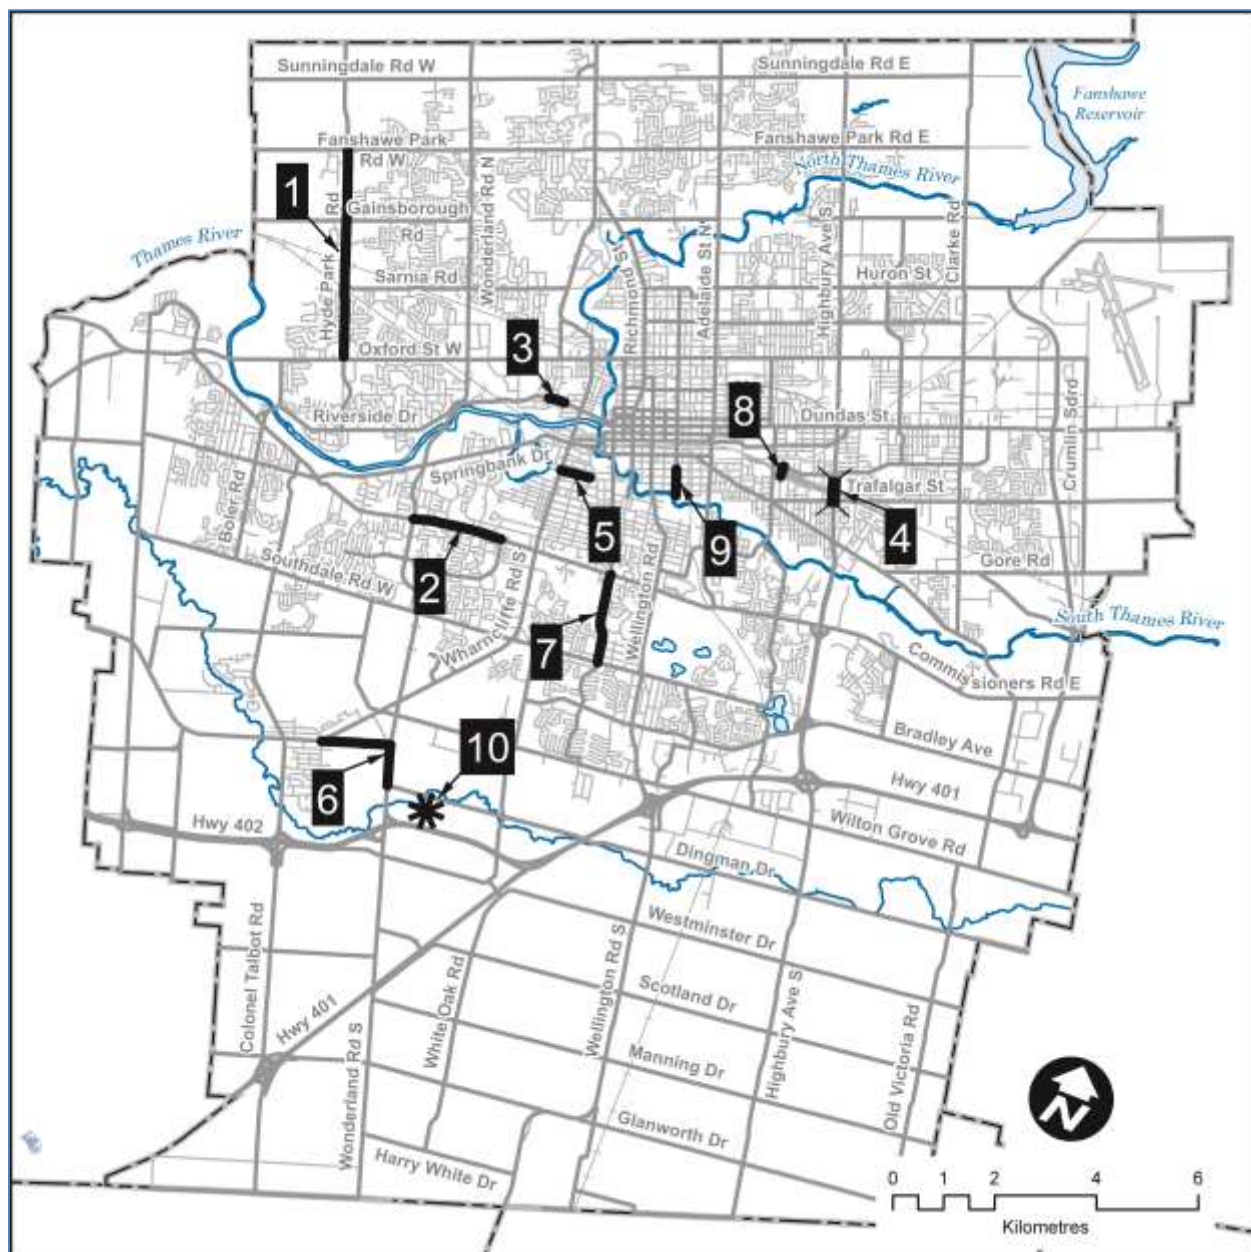 Sunningdale Rd W
Sunningdale Rd E
Fanshawe
Reservoir
Fanshawe Park
Rd W
Fanshawe Park Rd E
North Thames River
1
Gainsborough
Rd
Hyde Park
Rd
Wonderland Rd N
Thames River
Sarnia Rd
Richmond St
Adelaide St N
Highbury Ave S
Clarke Rd
Huron St
Oxford St W
3
Riverside Dr
8
Dundas St
Crumlin Sdrd
Springbank Dr
Boler Rd
Trafalgar St
5
9
4
Gore Rd
Southdale Rd W
2
Wharncliffe Rd S
7
Wellington Rd
South Thames River
Commissioners Rd E
Bradley Ave
10
6
Hwy 401
Hwy 402
Wilton Grove Rd
Dingman Dr
Colonel Talbot Rd
Westminster Dr
White Oak Rd
Wellington Rd S
Scotland Dr
Highbury Ave S
Hwy 401
Wonderland Rd S
Manning Dr
Old Victoria Rd
Glanworth Dr
Harry White Dr
N
0 1 2 4 6
Kilometres